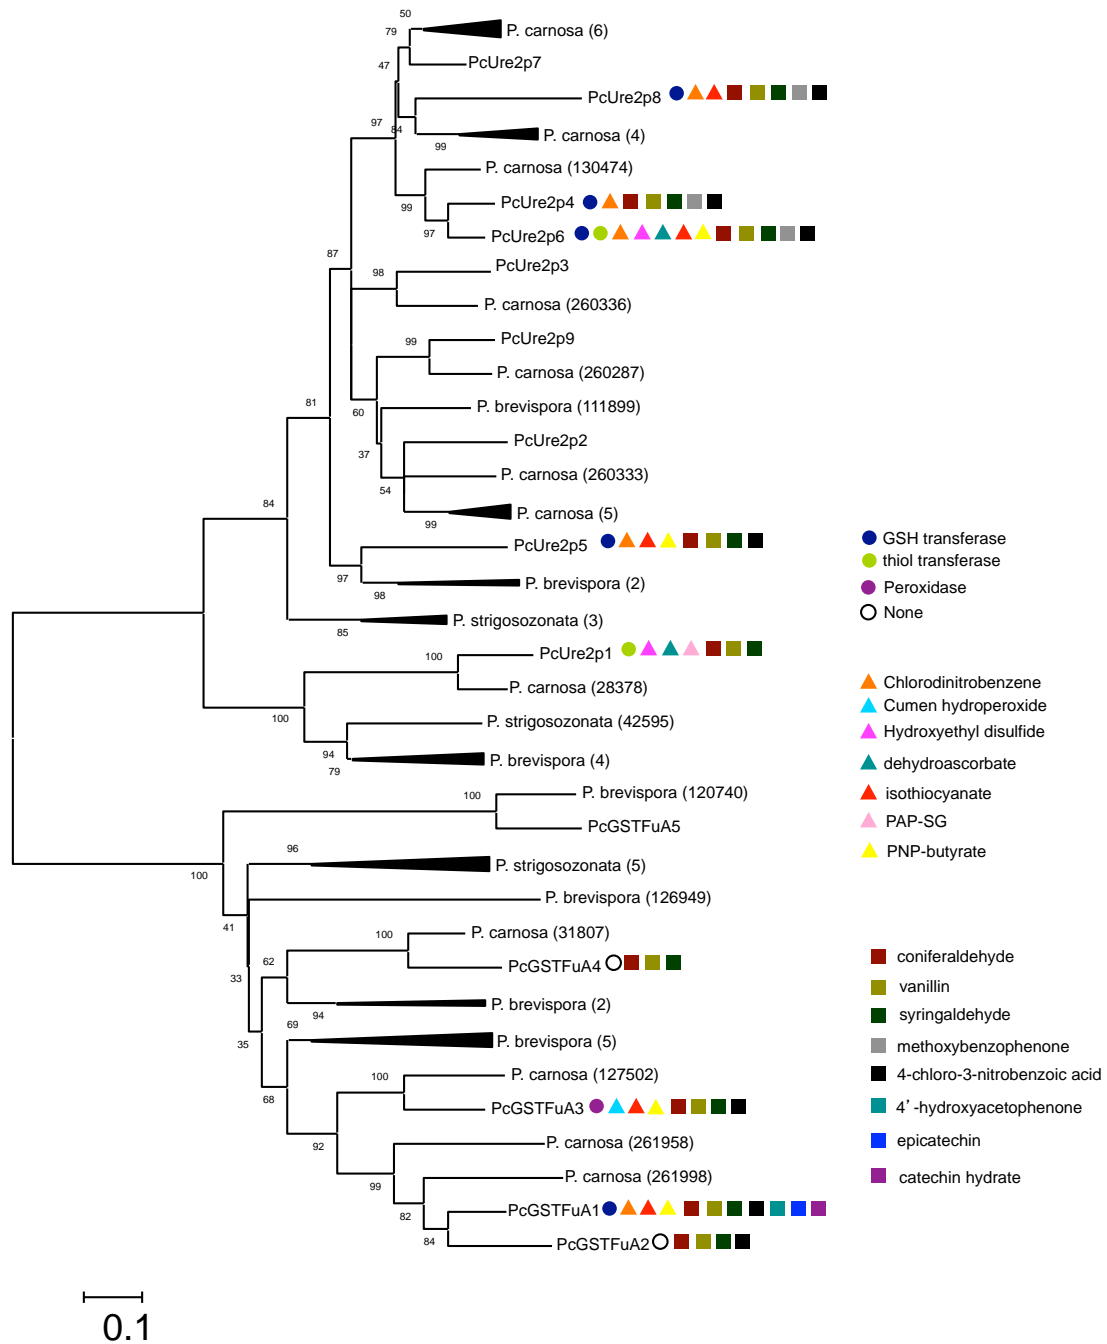 50
79
P. carnosa (6)
47
PcUre2p7
PcUre2p8
97
84
P. carnosa (4)
99
P. carnosa (130474)
99
PcUre2p4
97
PcUre2p6
87
98
PcUre2p3
P. carnosa (260336)
99
PcUre2p9
P. carnosa (260287)
81
60
P. brevispora (111899)
37
PcUre2p2
54
P. carnosa (260333)
84
99
P. carnosa (5)
PcUre2p5
97
98
P. brevispora (2)
85
P. strigosozonata (3)
100
PcUre2p1
P. carnosa (28378)
100
P. strigosozonata (42595)
94
79
P. brevispora (4)
100
P. brevispora (120740)
PcGSTFuA5
100
96
P. strigosozonata (5)
41
P. brevispora (126949)
100
P. carnosa (31807)
62
33
PcGSTFuA4
94
P. brevispora (2)
35
69
P. brevispora (5)
68
100
P. carnosa (127502)
PcGSTFuA3
92
P. carnosa (261958)
99
P. carnosa (261998)
82
PcGSTFuA1
84
PcGSTFuA2
0.1
GSH transferase
thiol transferase
Peroxidase
None
Chlorodinitrobenzene
Cumen hydroperoxide
Hydroxyethyl disulfide
dehydroascorbate
isothiocyanate
PAP-SG
PNP-butyrate
coniferaldehyde
vanillin
syringaldehyde
methoxybenzophenone
4-chloro-3-nitrobenzoic acid
4’-hydroxyacetophenone
epicatechin
catechin hydrate